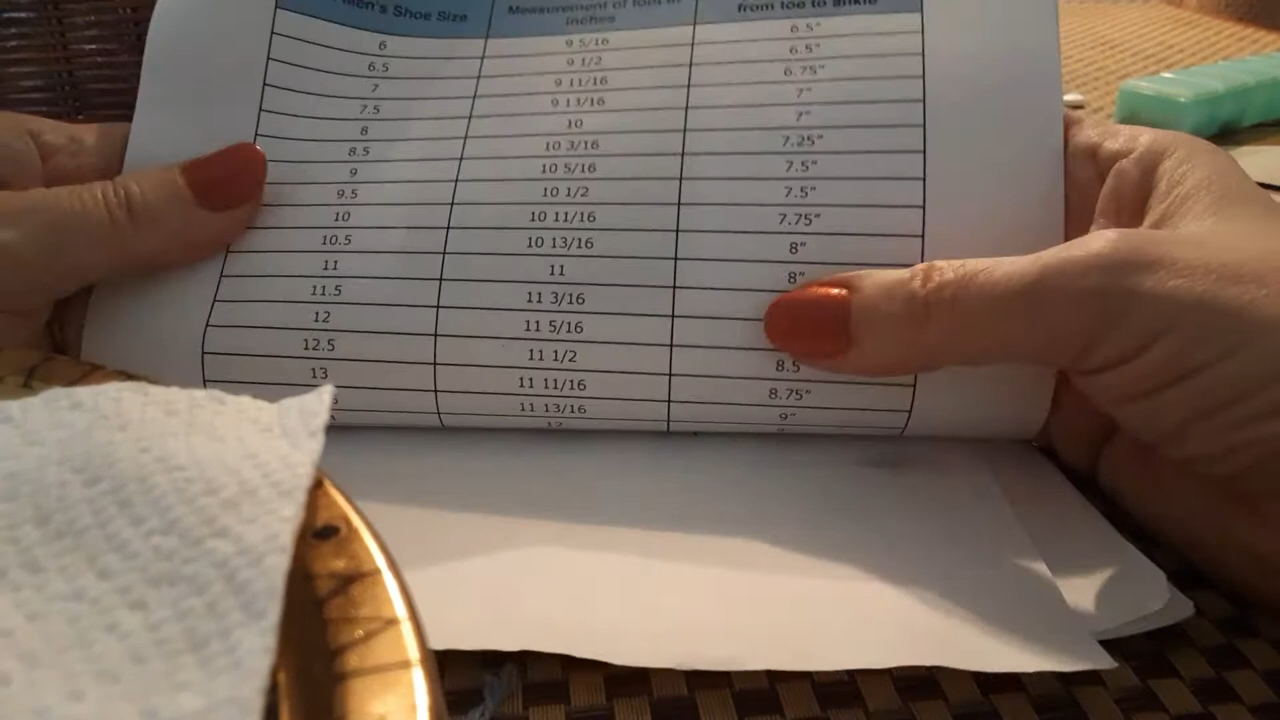 Men's Shoe Size Measurement of foot in inches from toe to ankle
6 9 5/16 6.5"
6.5 9 1/2 6.5"
7 9 11/16 6.75"
7.5 9 13/16 7"
8 10 7"
8.5 10 3/16 7.25"
9 10 5/16 7.5"
9.5 10 1/2 7.5"
10 10 11/16 7.75"
10.5 10 13/16 8"
11 11 8"
11.5 11 3/16
12 11 5/16
12.5 11 1/2 8.5
13 11 11/16 8.75"
11 13/16 9"
12